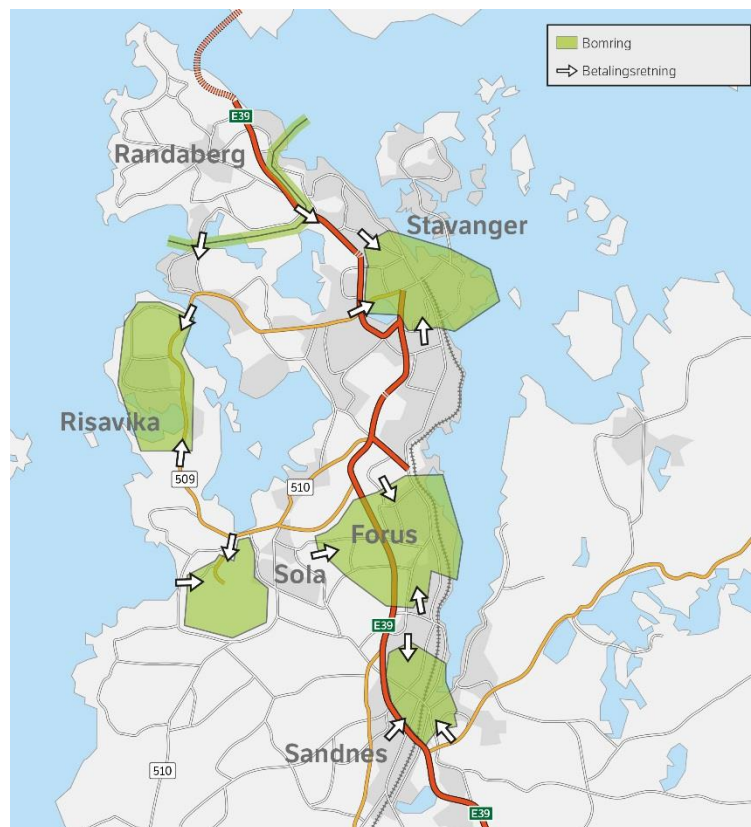 Bomring
Betalingsretning
E39
Randaberg
Stavanger
Risavika
509
510
Forus
Sola
E39
Sandnes
510
E39